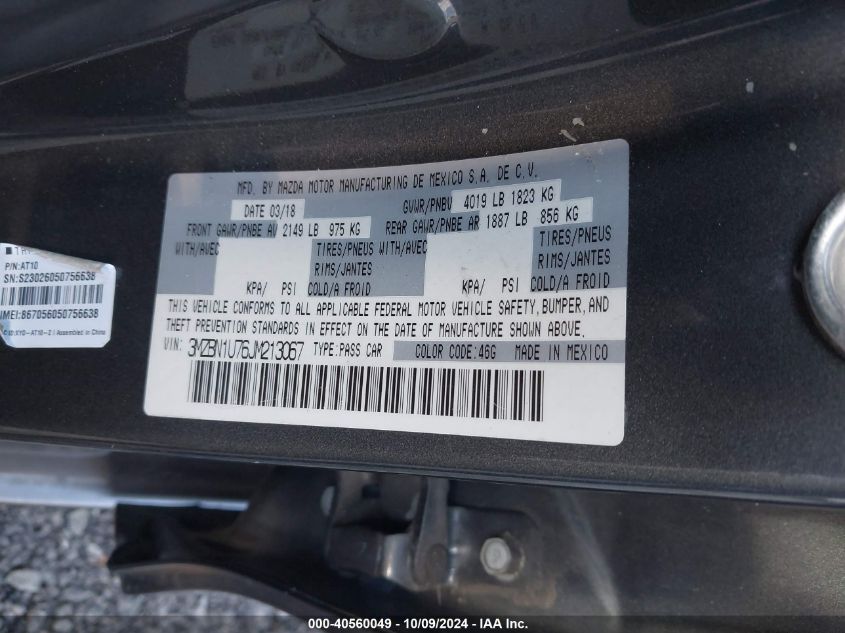 MFD. BY MAZDA MOTOR MANUFACTURING DE MEXICO S.A. DE C.V.
DATE 03/18 GVWR/PNBV 4019 LB 1823 KG
FRONT GAWR/PNBE AV 2149 LB 975 KG REAR GAWR/PNBE AR 1887 LB 856 KG
WITH/AVEC TIRES/PNEUS WITH/AVEC TIRES/PNEUS
RIMS/JANTES RIMS/JANTES
KPA/ PSI COLD/A FROID KPA/ PSI COLD/A FROID
THIS VEHICLE CONFORMS TO ALL APPLICABLE FEDERAL MOTOR VEHICLE SAFETY, BUMPER, AND
THEFT PREVENTION STANDARDS IN EFFECT ON THE DATE OF MANUFACTURE SHOWN ABOVE.
VIN: 3MZBN1U76JM213067 TYPE: PASS CAR COLOR CODE: 46G MADE IN MEXICO
P/N:AT10
SN:S23026050756638
IMEI:867056050756638
Assembled in China
000-40560049 - 10/09/2024 - IAA Inc.